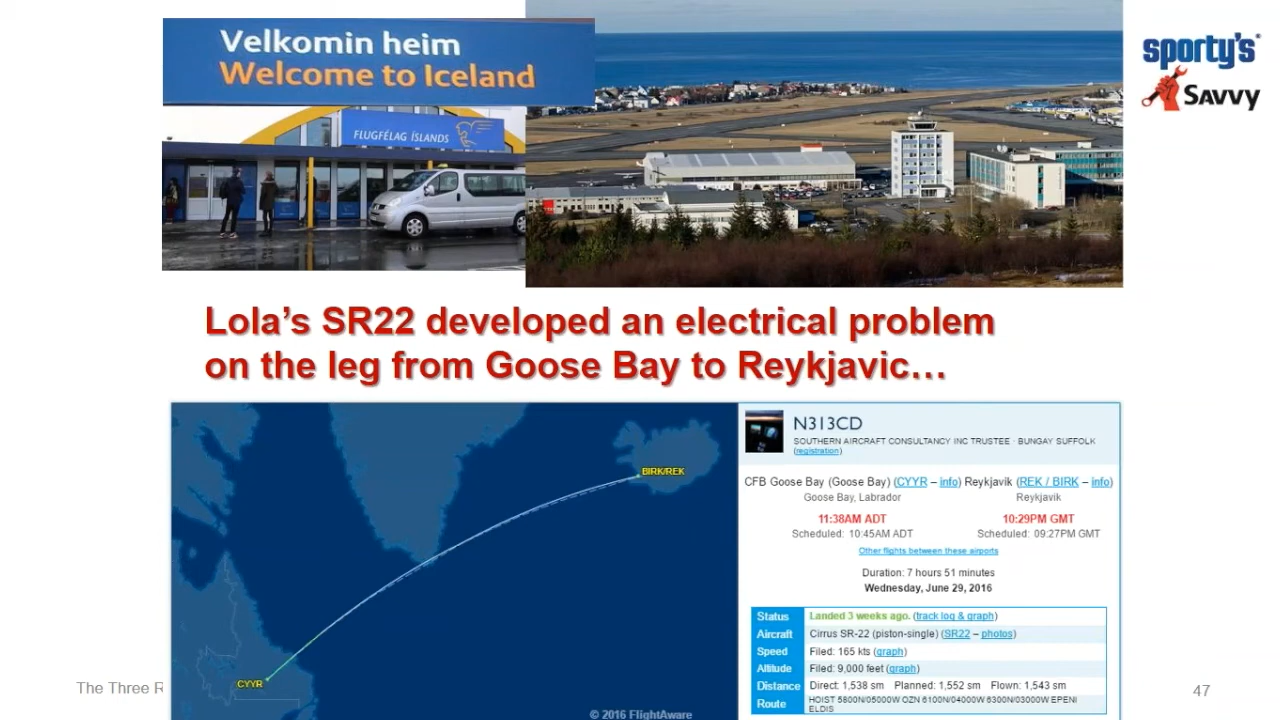 Velkomin heim
Welcome to Iceland
FLUGFÉLAG ÍSLANDS
sporty's
Savvy
Lola's SR22 developed an electrical problem
on the leg from Goose Bay to Reykjavic…
BIRK/REK
CYYR
© 2016 FlightAware
N313CD
SOUTHERN AIRCRAFT CONSULTANCY INC TRUSTEE · BUNGAY SUFFOLK
(registration)
CFB Goose Bay (Goose Bay) (CYYR – info) Reykjavik (REK / BIRK – info)
Goose Bay, Labrador Reykjavik
11:38AM ADT 10:29PM GMT
Scheduled: 10:45AM ADT Scheduled: 09:27PM GMT
Other flights between these airports
Duration: 7 hours 51 minutes
Wednesday, June 29, 2016
Status Landed 3 weeks ago. (track log & graph)
Aircraft Cirrus SR-22 (piston-single) (SR22 – photos)
Speed Filed: 165 kts (graph)
Altitude Filed: 9,000 feet (graph)
Distance Direct: 1,538 sm Planned: 1,552 sm Flown: 1,543 sm
Route HOIST 5800N/05000W OZN 6100N/04000W 6300N/03000W EPENI
ELDIS
The Three R
47